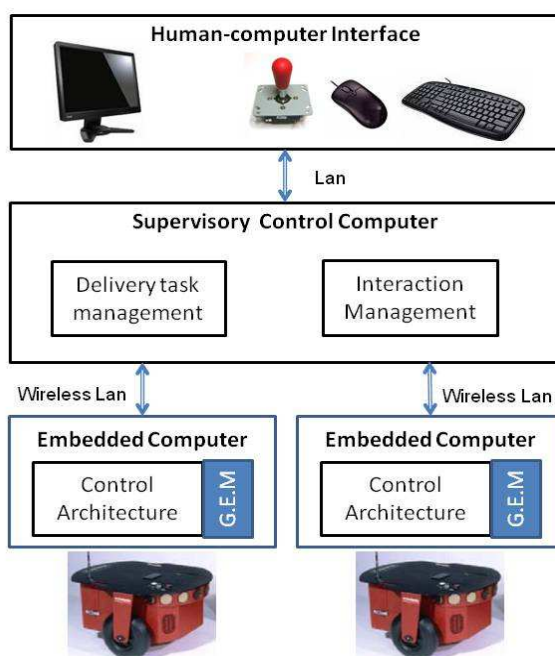 Human-computer Interface
Lan
Supervisory Control Computer
Delivery task
management
Interaction
Management
Wireless Lan
Wireless Lan
Embedded Computer
Control
Architecture
G.E.M
Embedded Computer
Control
Architecture
G.E.M